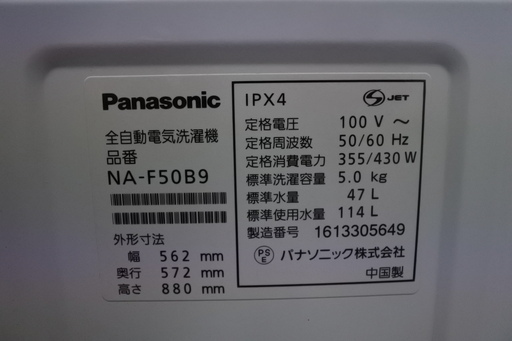 Panasonic
全自動電気洗濯機
品番
NA-F50B9
外形寸法
幅 562 mm
奥行 572 mm
高さ 880 mm
IPX4
S JET
定格電圧 100 V ～
定格周波数 50/60 Hz
定格消費電力 355/430 W
標準洗濯容量 5.0 kg
標準水量 47 L
標準使用水量 114 L
製造番号 1613305649
PS E パナソニック株式会社
中国製